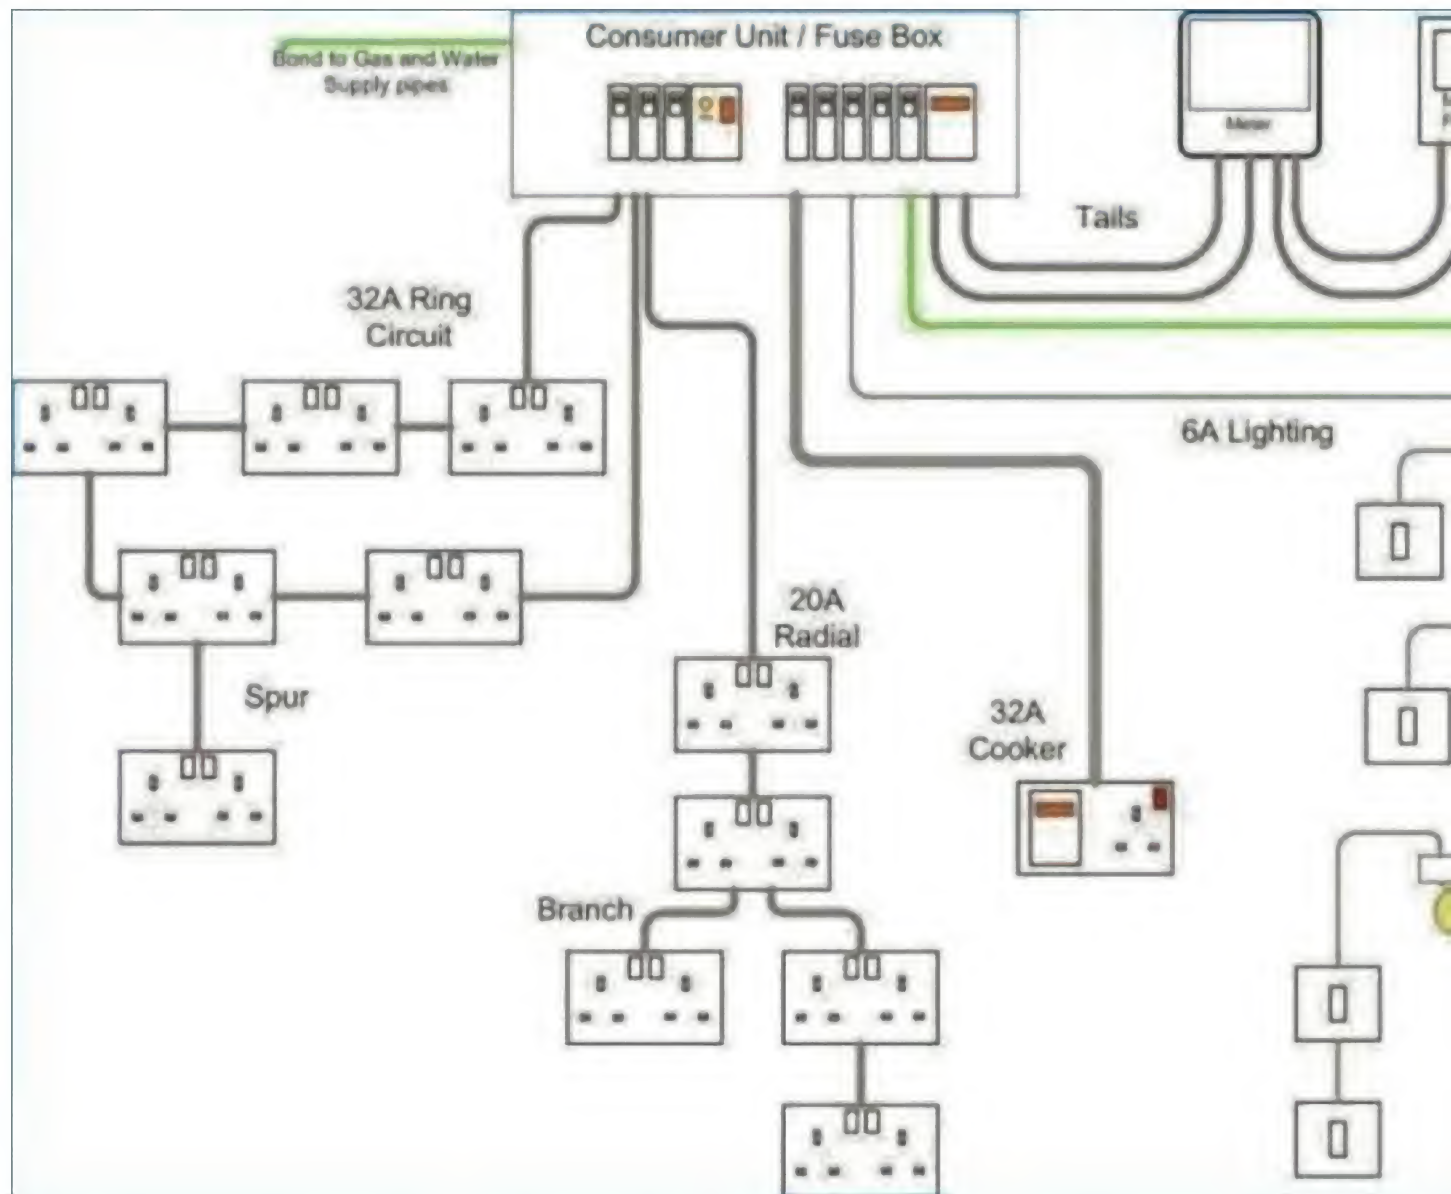 Consumer Unit / Fuse Box
Bond to Gas and Water
Supply pipes
Meter
Tails
32A Ring
Circuit
6A Lighting
20A
Radial
Spur
32A
Cooker
Branch